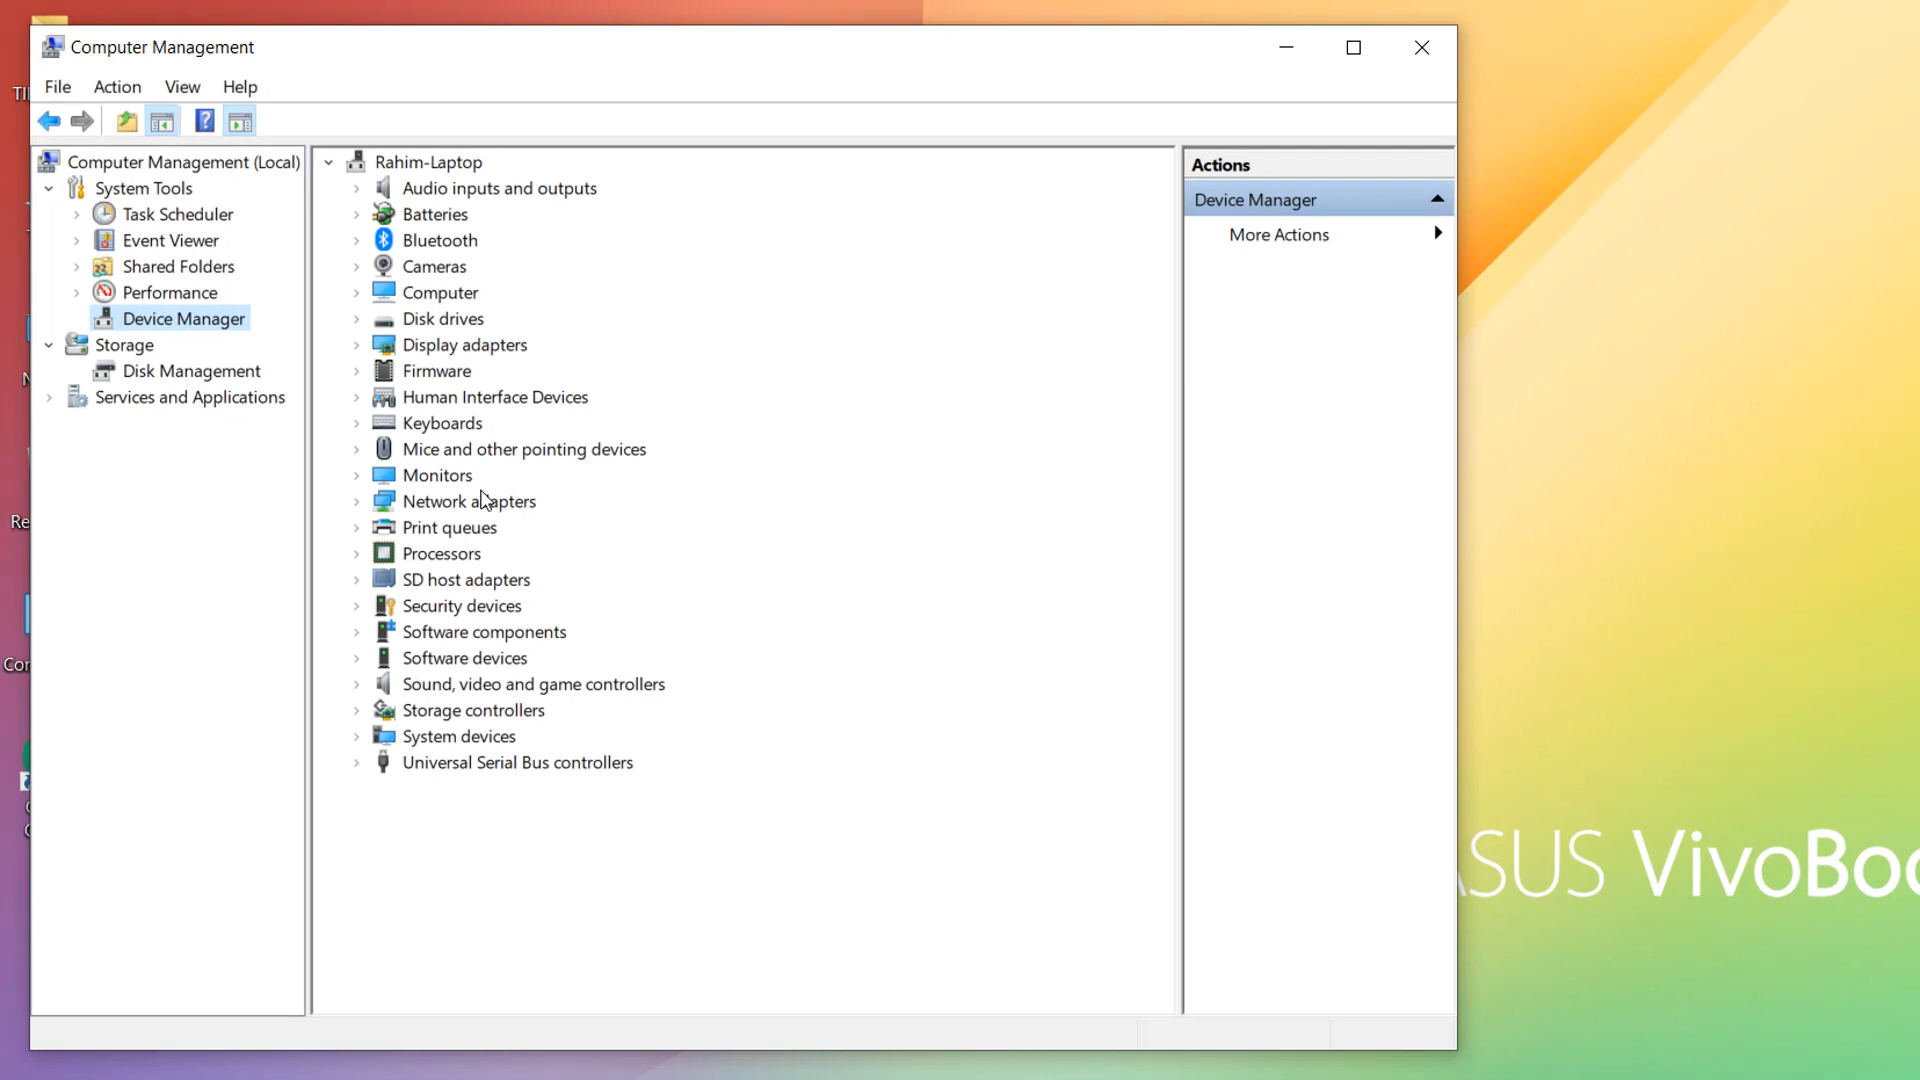 Computer Management
File Action View Help
Computer Management (Local)
System Tools
Task Scheduler
Event Viewer
Shared Folders
Performance
Device Manager
Storage
Disk Management
Services and Applications
Rahim-Laptop
Audio inputs and outputs
Batteries
Bluetooth
Cameras
Computer
Disk drives
Display adapters
Firmware
Human Interface Devices
Keyboards
Mice and other pointing devices
Monitors
Network adapters
Print queues
Processors
SD host adapters
Security devices
Software components
Software devices
Sound, video and game controllers
Storage controllers
System devices
Universal Serial Bus controllers
Actions
Device Manager
More Actions
TI
Re
Cor
SUS VivoBoo